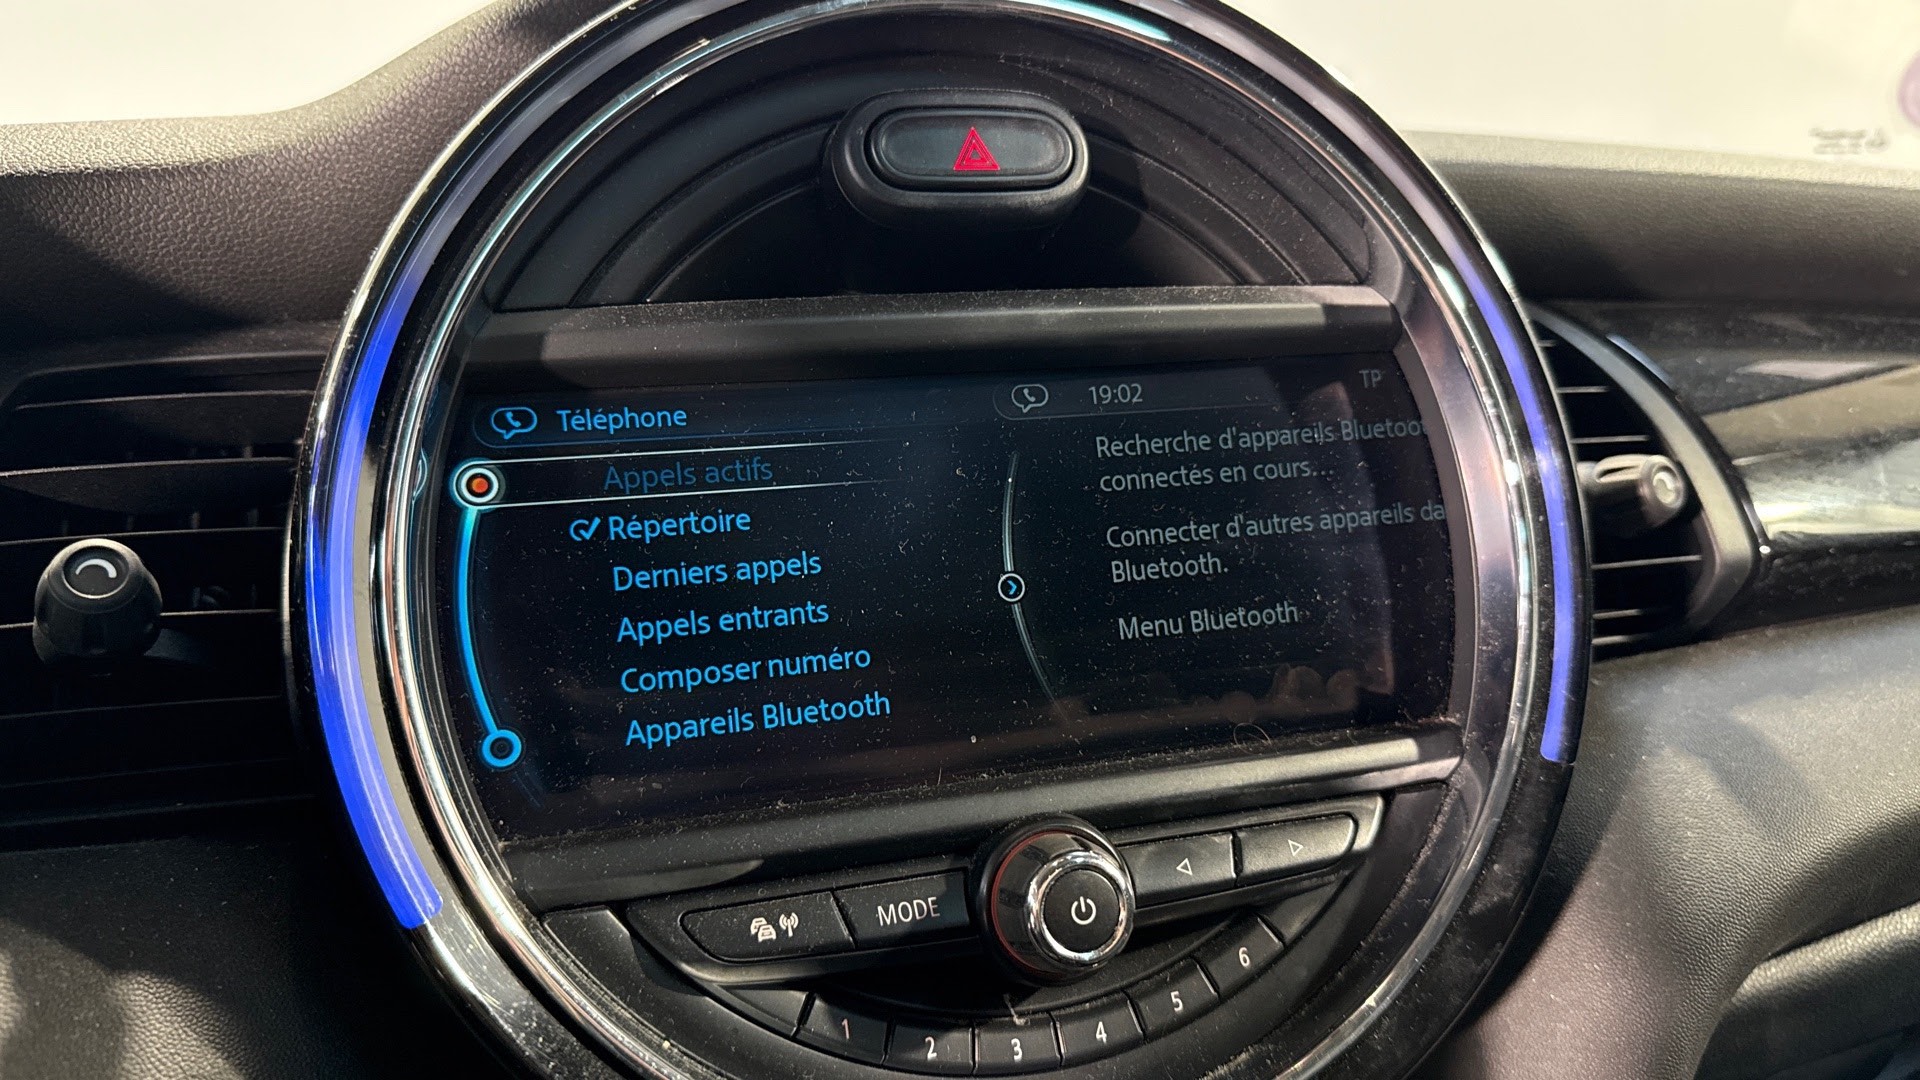 Téléphone
19:02
TP
Appels actifs
Répertoire
Derniers appels
Appels entrants
Composer numéro
Appareils Bluetooth
Recherche d'appareils Bluetoo
connectés en cours...
Connecter d'autres appareils da
Bluetooth.
Menu Bluetooth
MODE
1
2
3
4
5
6